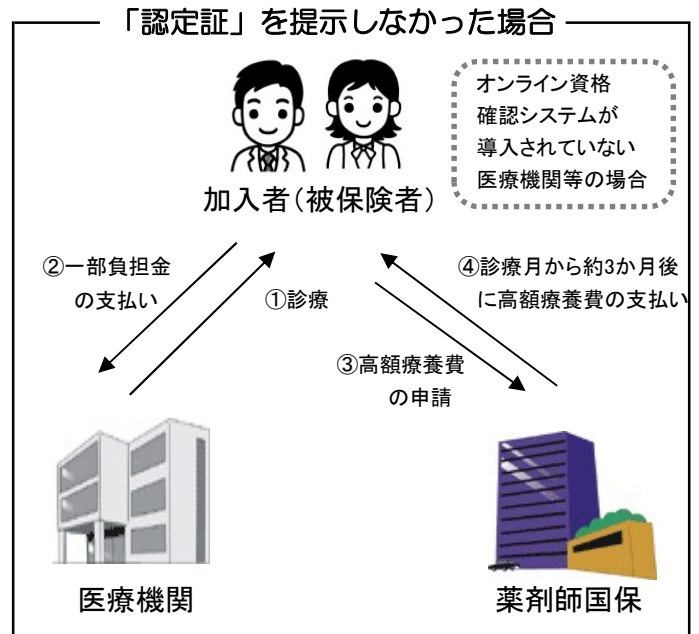 「認定証」を提示しなかった場合
オンライン資格
確認システムが
導入されていない
医療機関等の場合
加入者(被保険者)
②一部負担金
の支払い
①診療
④診療月から約3か月後
に高額療養費の支払い
③高額療養費
の申請
医療機関
薬剤師国保